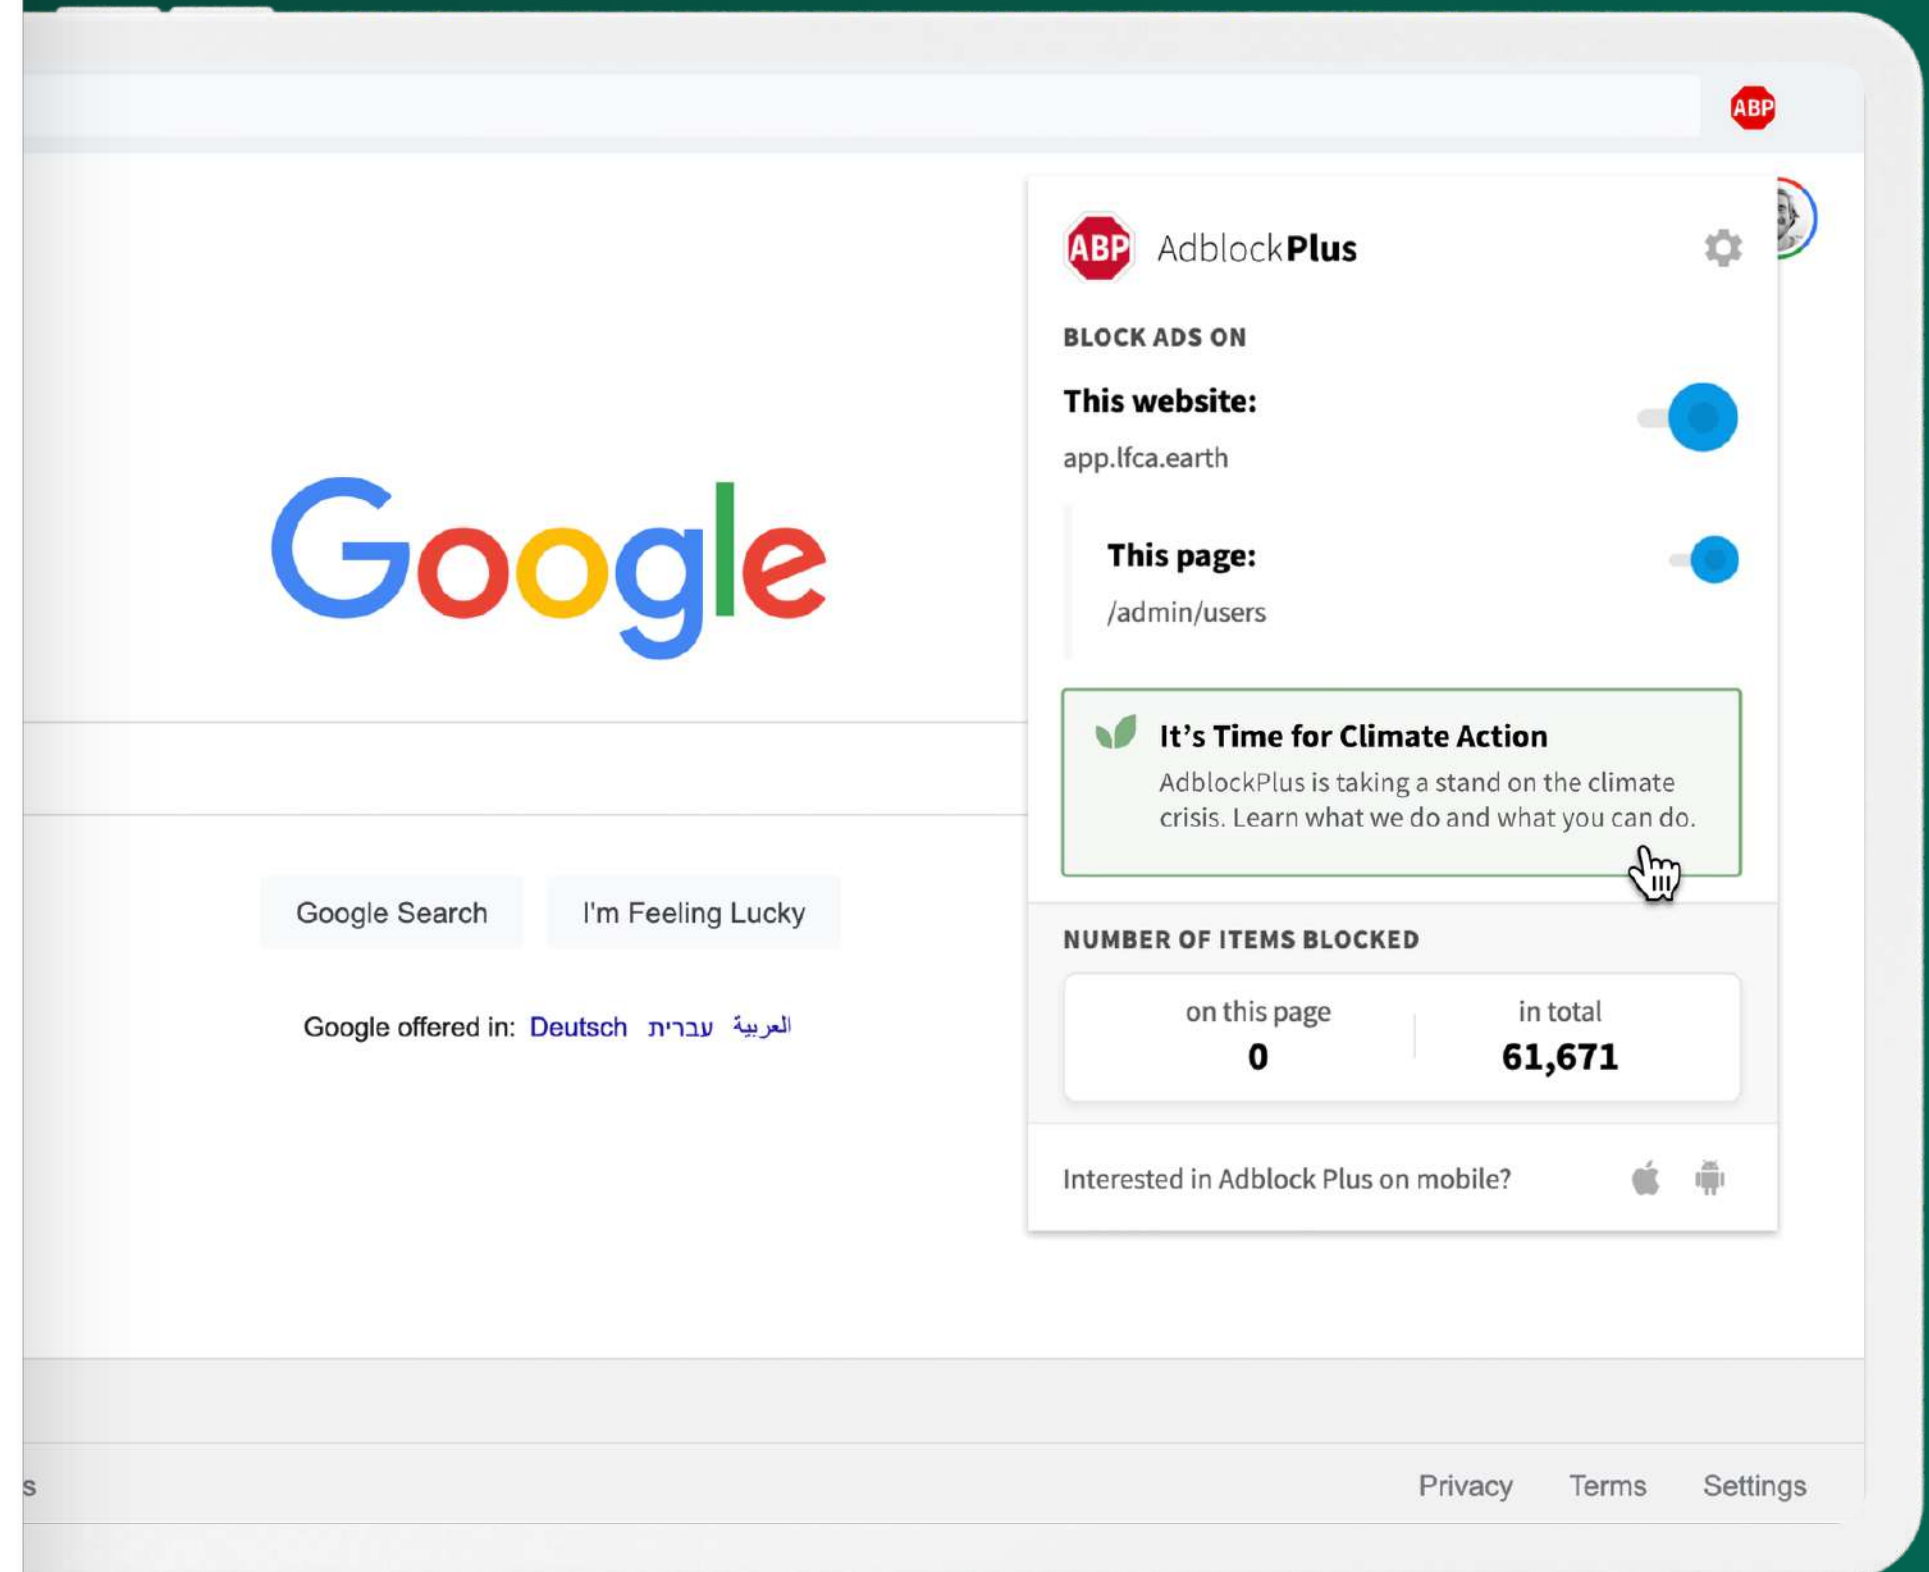 ABP
ABP AdblockPlus
BLOCK ADS ON
This website:
app.lfca.earth
This page:
/admin/users
It’s Time for Climate Action
AdblockPlus is taking a stand on the climate
crisis. Learn what we do and what you can do.
NUMBER OF ITEMS BLOCKED
on this page in total
0 61,671
Interested in Adblock Plus on mobile?
Google
Google Search I'm Feeling Lucky
Google offered in: Deutsch עברית العربية
s Privacy Terms Settings